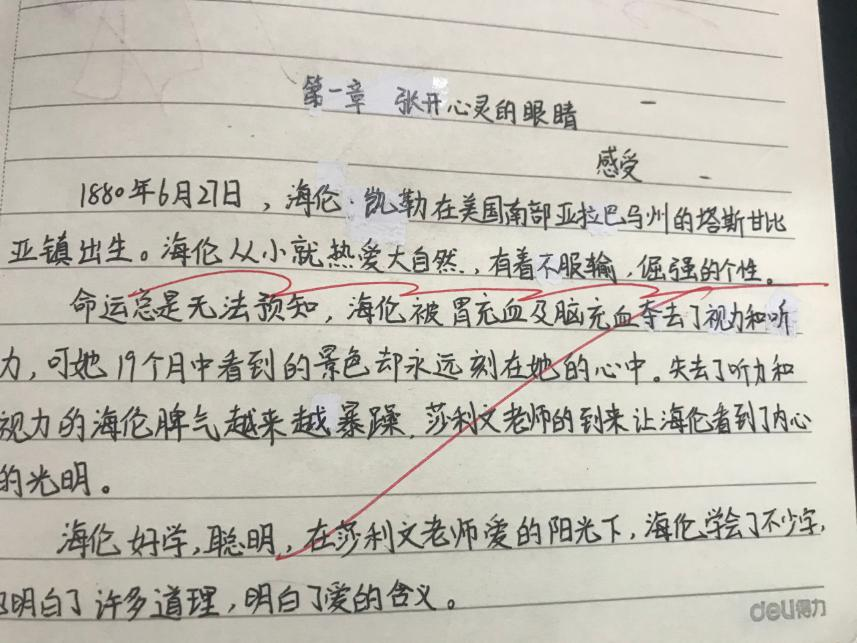 第一章 张开心灵的眼睛
感受
1880年6月27日，海伦·凯勒在美国南部亚拉巴马州的塔斯甘比
亚镇出生。海伦从小就热爱大自然，有着不服输，倔强的个性。
命运总是无法预知，海伦被胃充血及脑充血夺去了视力和听
力，可她19个月中看到的景色却永远刻在她的心中。失去了听力和
视力的海伦脾气越来越暴躁，莎利文老师的到来让海伦看到了内心
的光明。
海伦好学，聪明，在莎利文老师爱的阳光下，海伦学会了不少字，
明白了许多道理，明白了爱的含义。
deli得力